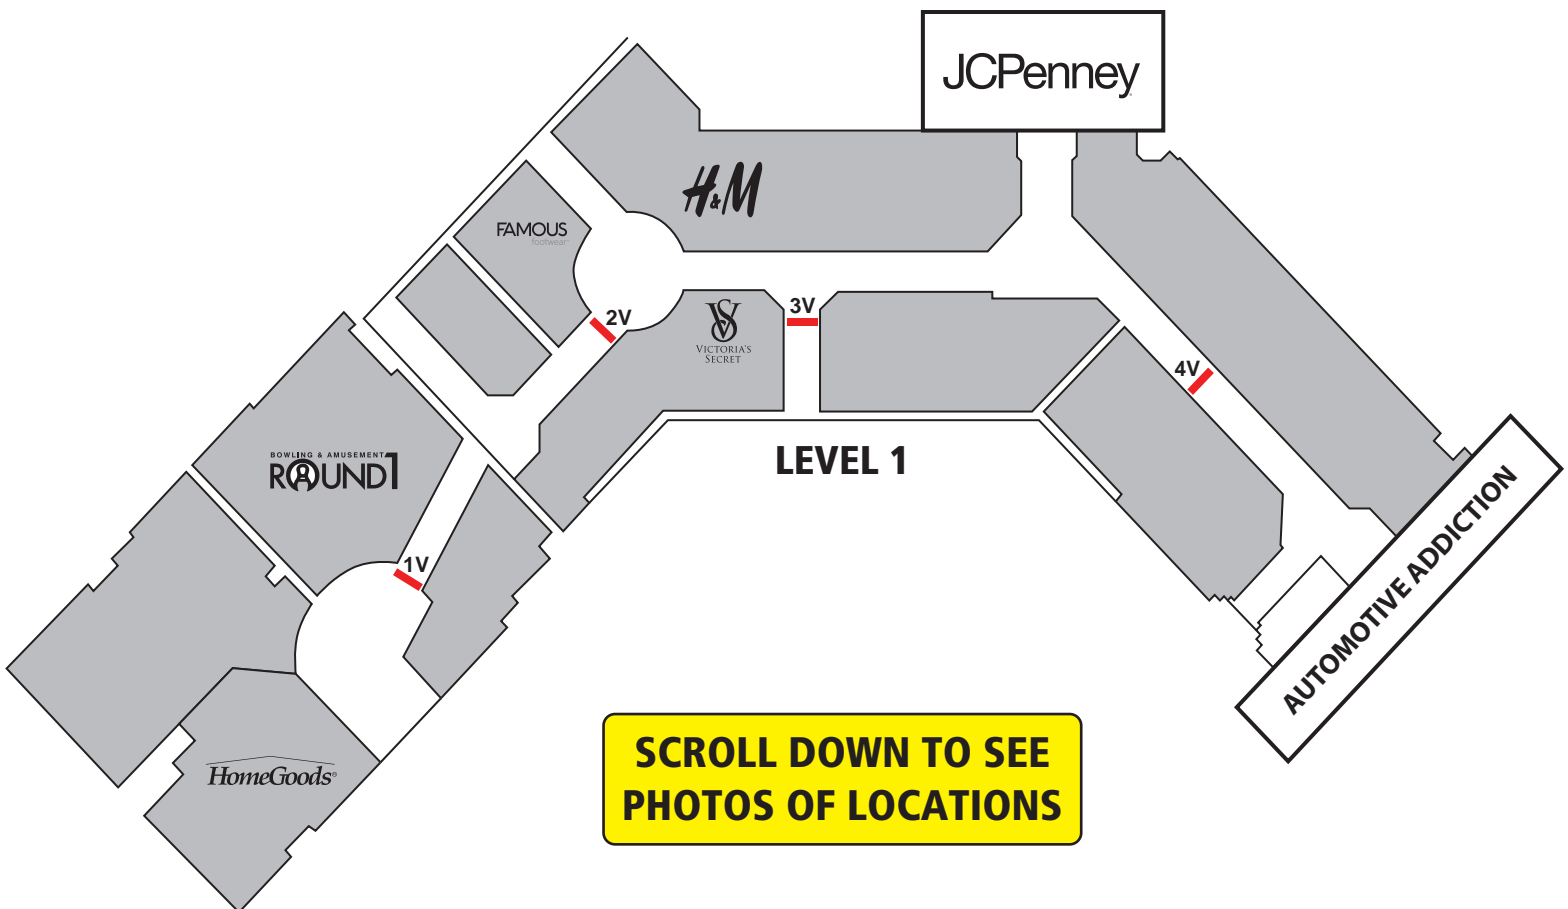 JCPenney
H&M
FAMOUS
footwear
2V
3V
VICTORIA'S
SECRET
4V
LEVEL 1
BOWLING & AMUSEMENT
ROUND1
1V
AUTOMOTIVE ADDICTION
HomeGoods®
SCROLL DOWN TO SEE
PHOTOS OF LOCATIONS